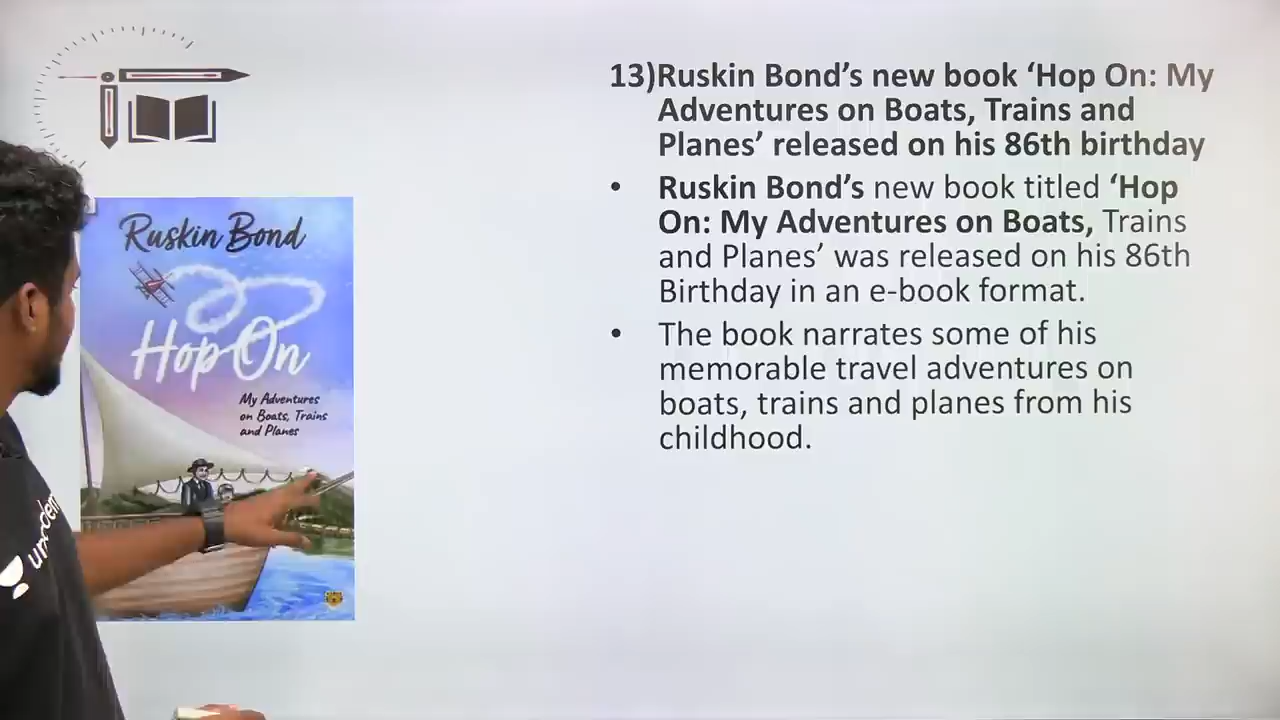 13)Ruskin Bond’s new book ‘Hop On: My
Adventures on Boats, Trains and
Planes’ released on his 86th birthday
• Ruskin Bond’s new book titled ‘Hop
On: My Adventures on Boats, Trains
and Planes’ was released on his 86th
Birthday in an e-book format.
• The book narrates some of his
memorable travel adventures on
boats, trains and planes from his
childhood.
Ruskin Bond
Hop On
My Adventures
on Boats, Trains
and Planes